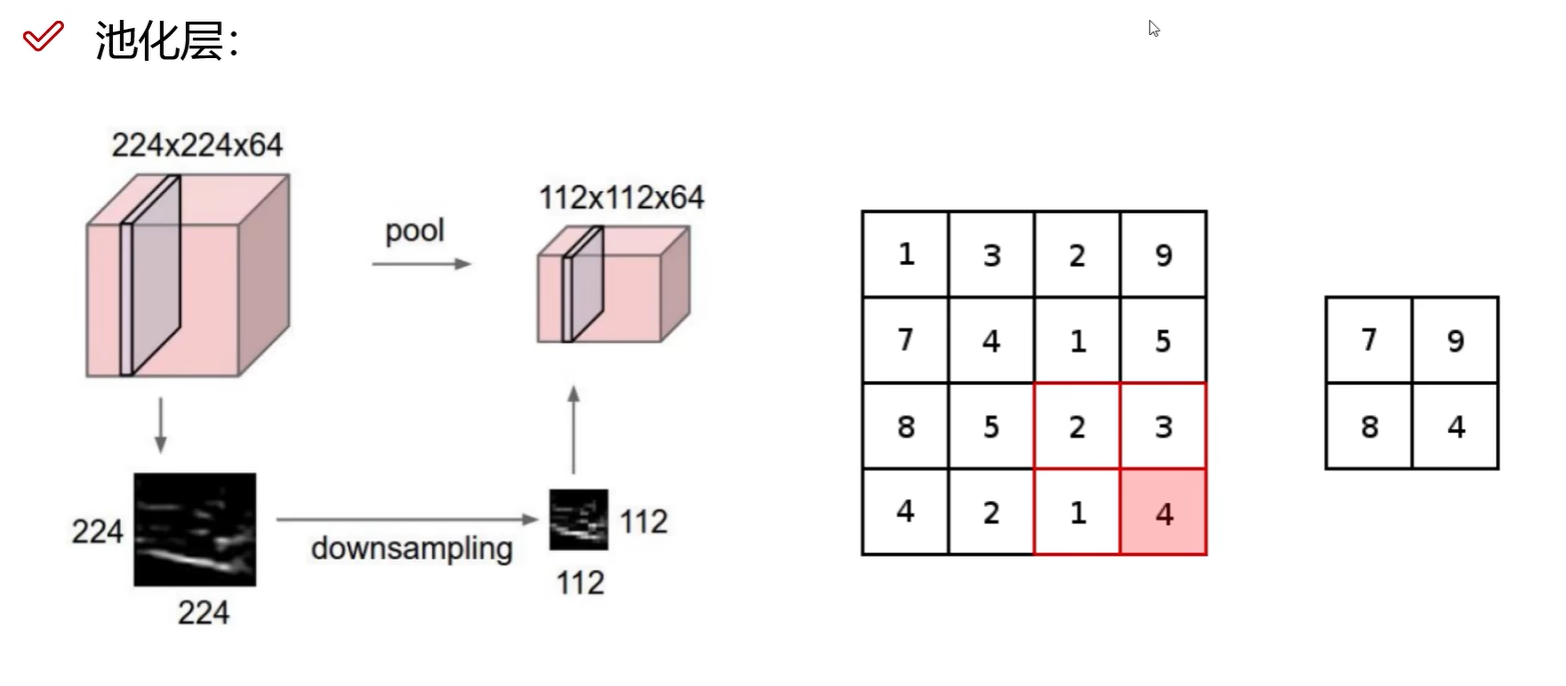 池化层：
224x224x64
pool
112x112x64
224
224
downsampling
112
112
1 3 2 9
7 4 1 5
8 5 2 3
4 2 1 4
7 9
8 4